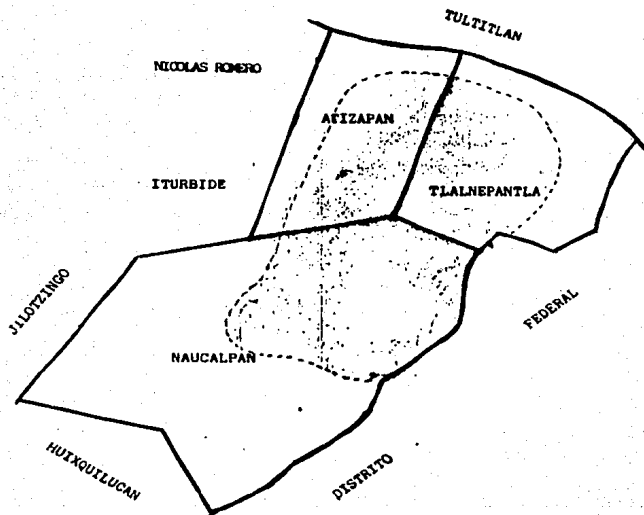 TULTITLAN
NICOLAS ROMERO
ATIZAPAN
ITURBIDE
TLALNEPANTLA
JILOTZINGO
FEDERAL
NAUCALPAN
HUIXQUILUCAN
DISTRITO